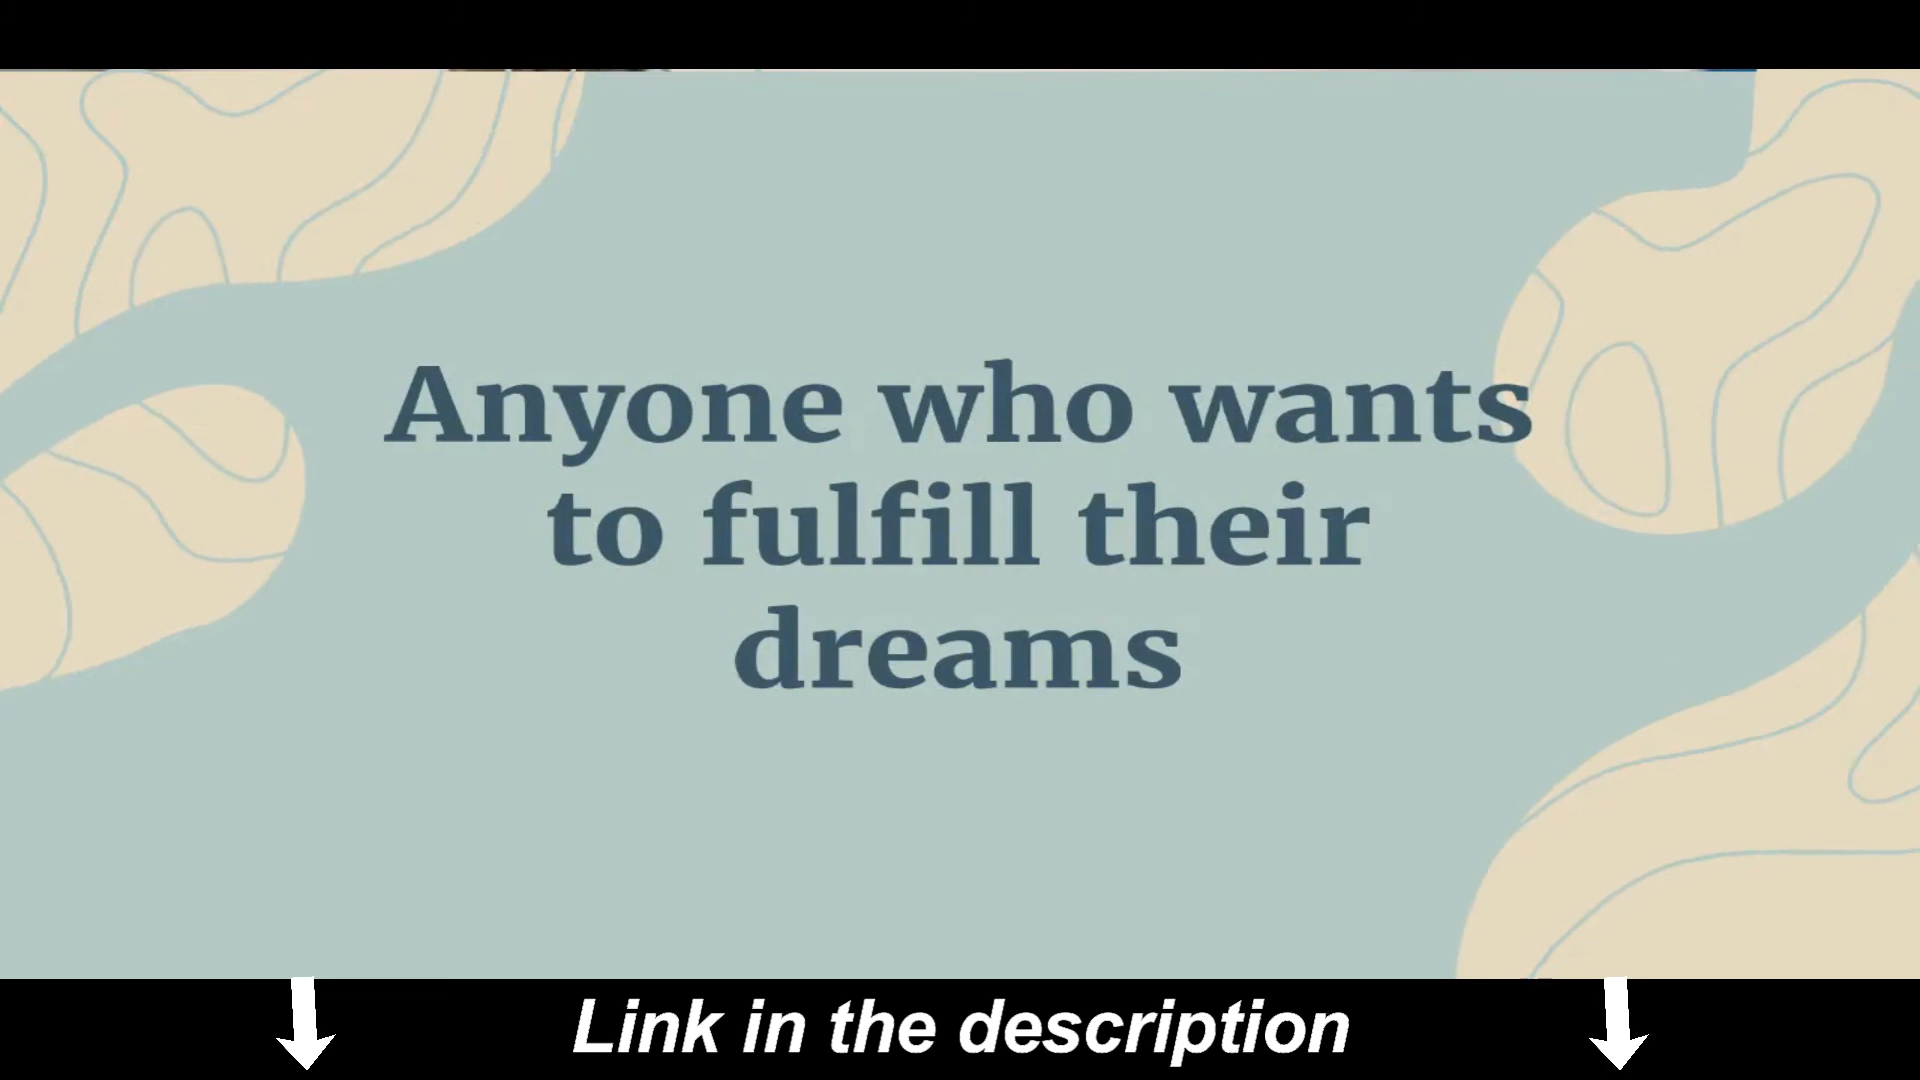 Anyone who wants
to fulfill their
dreams
Link in the description